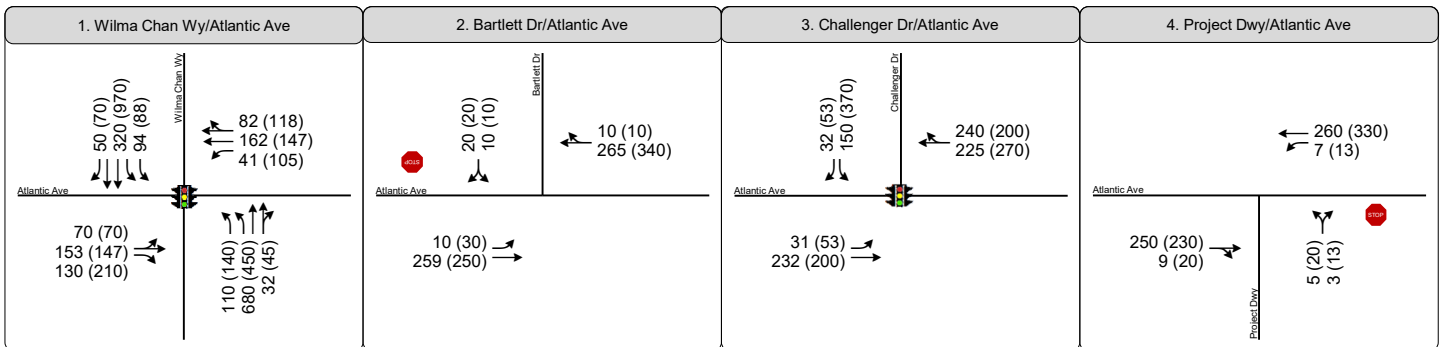 1. Wilma Chan Wy/Atlantic Ave
Wilma Chan Wy
50 (70)
320 (970)
94 (88)
82 (118)
162 (147)
41 (105)
Atlantic Ave
70 (70)
153 (147)
130 (210)
110 (140)
680 (450)
32 (45)
2. Bartlett Dr/Atlantic Ave
Bartlett Dr
20 (20)
10 (10)
STOP
10 (10)
265 (340)
Atlantic Ave
10 (30)
259 (250)
3. Challenger Dr/Atlantic Ave
Challenger Dr
32 (53)
150 (370)
240 (200)
225 (270)
Atlantic Ave
31 (53)
232 (200)
4. Project Dwy/Atlantic Ave
260 (330)
7 (13)
Atlantic Ave
STOP
250 (230)
9 (20)
5 (20)
3 (13)
Project Dwy